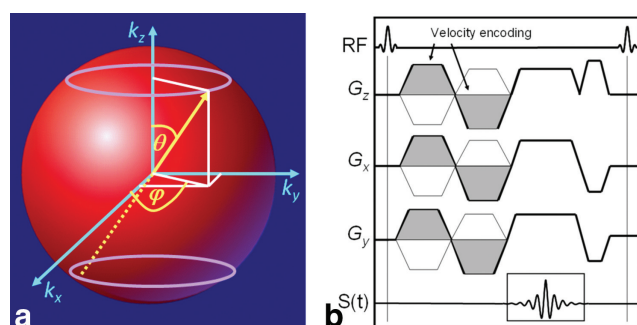 k_z
θ
k_y
φ
k_x
a
Velocity encoding
RF
G_z
G_x
G_y
S(t)
b